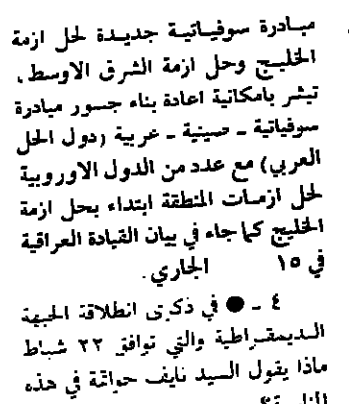 مبادرة سوفياتية جديدة لحل ازمة
الخليج وحل ازمة الشرق الاوسط،
تبشر بامكانية اعادة بناء جسور مبادرة
سوفياتية ـ صينية ـ عربية (دول الحل
العربي) مع عدد من الدول الاوروبية
لحل ازمات المنطقة ابتداء بحل ازمة
الخليج كما جاء في بيان القيادة العراقية
في ١٥ الجاري.
٤ ـ ● في ذكرى انطلاقة الجبهة
الديمقراطية والتي توافق ٢٢ شباط
ماذا يقول السيد نايف حواتمة في هذه